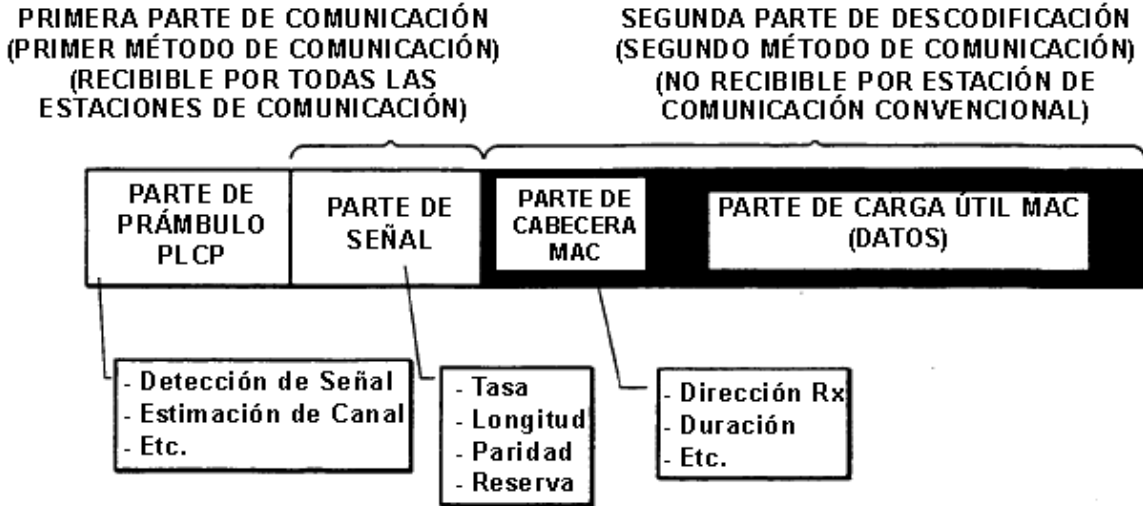 PRIMERA PARTE DE COMUNICACIÓN
(PRIMER MÉTODO DE COMUNICACIÓN)
(RECIBIBLE POR TODAS LAS
ESTACIONES DE COMUNICACIÓN)
SEGUNDA PARTE DE DESCODIFICACIÓN
(SEGUNDO MÉTODO DE COMUNICACIÓN)
(NO RECIBIBLE POR ESTACIÓN DE
COMUNICACIÓN CONVENCIONAL)
PARTE DE
PRÁMBULO
PLCP
PARTE DE
SEÑAL
PARTE DE
CABECERA
MAC
PARTE DE CARGA ÚTIL MAC
(DATOS)
- Detección de Señal
- Estimación de Canal
- Etc.
- Tasa
- Longitud
- Paridad
- Reserva
- Dirección Rx
- Duración
- Etc.